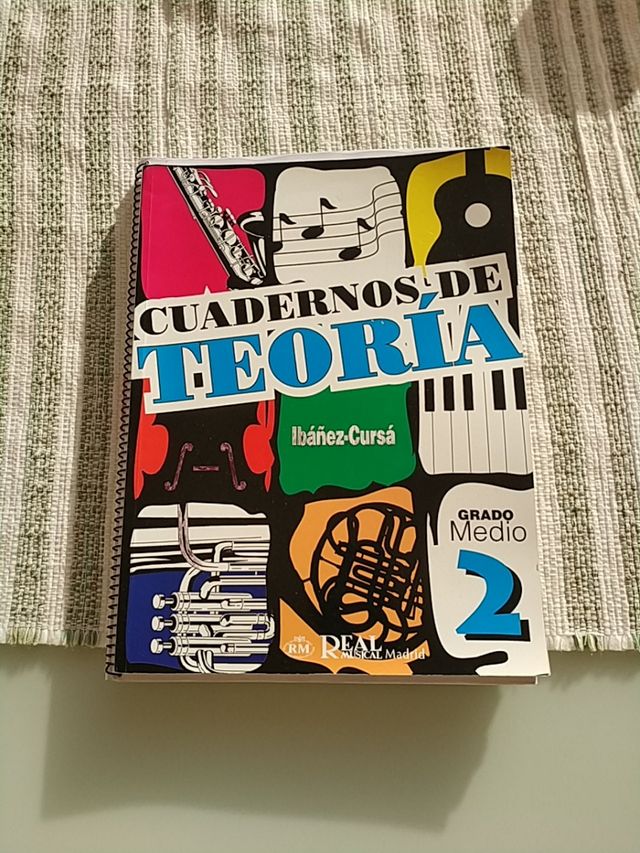 CUADERNOS DE
TEORÍA
Ibáñez-Cursá
GRADO
Medio
2
RM
REAL
MUSICAL Madrid